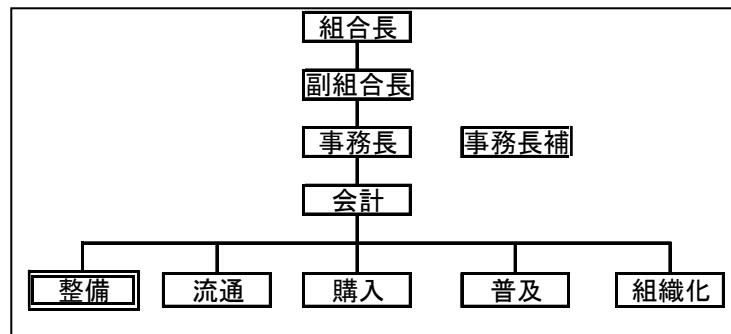 組合長
副組合長
事務長 事務長補
会計
整備 流通 購入 普及 組織化